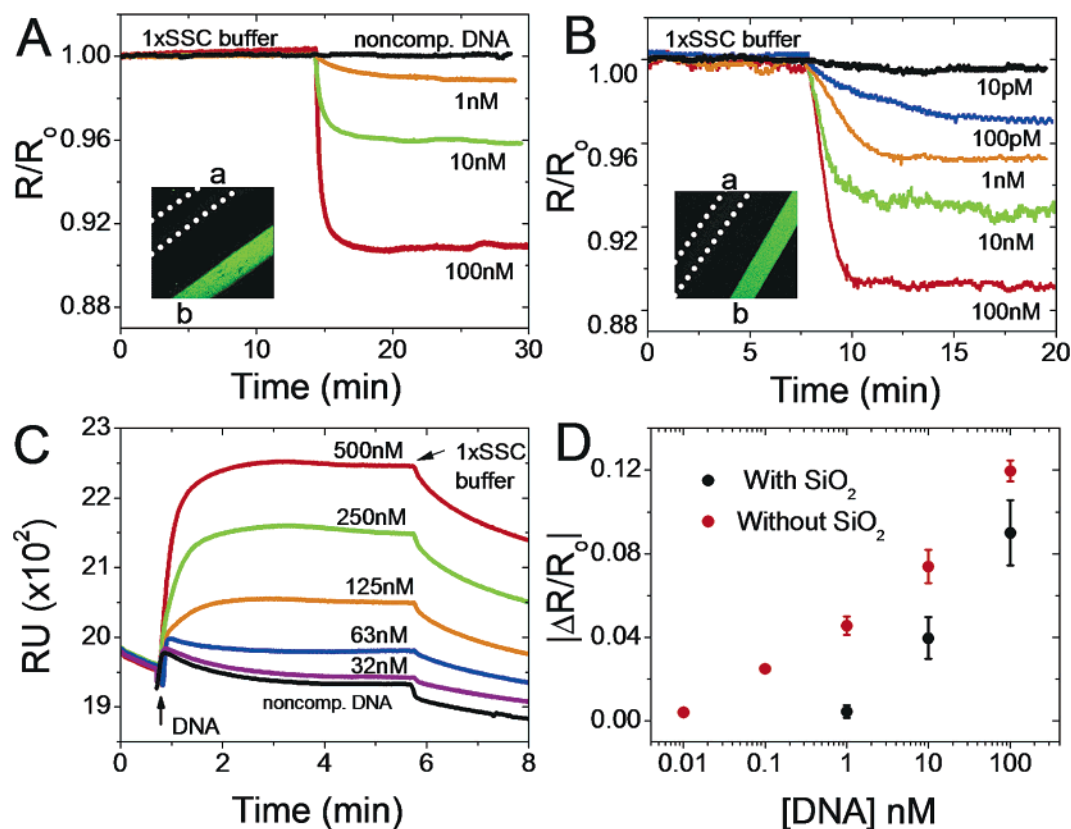 A
1xSSC buffer
noncomp. DNA
1nM
10nM
100nM
a
b
R/Ro
1.00
0.96
0.92
0.88
0
10
20
30
Time (min)
B
1xSSC buffer
10pM
100pM
1nM
10nM
100nM
a
b
R/Ro
1.00
0.96
0.92
0.88
0
5
10
15
20
Time (min)
C
500nM
1xSSC
buffer
250nM
125nM
63nM
32nM
noncomp. DNA
DNA
RU (x10²)
23
22
21
20
19
0
2
4
6
8
Time (min)
D
With SiO₂
Without SiO₂
|ΔR/Ro|
0.12
0.08
0.04
0.00
0.01
0.1
1
10
100
[DNA] nM